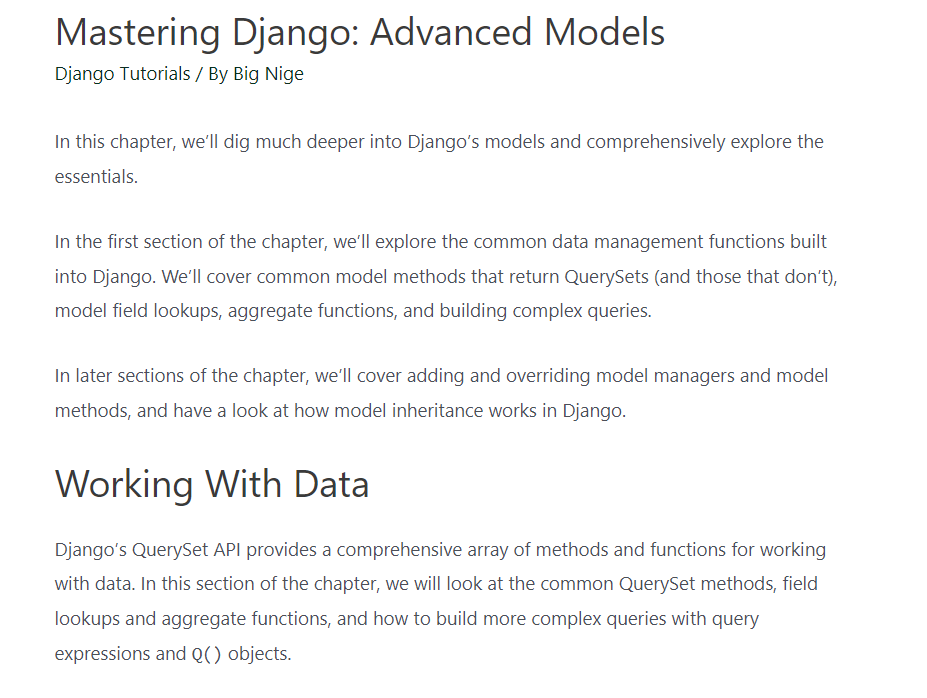 Mastering Django: Advanced Models
Django Tutorials / By Big Nige
In this chapter, we’ll dig much deeper into Django’s models and comprehensively explore the
essentials.
In the first section of the chapter, we’ll explore the common data management functions built
into Django. We’ll cover common model methods that return QuerySets (and those that don’t),
model field lookups, aggregate functions, and building complex queries.
In later sections of the chapter, we’ll cover adding and overriding model managers and model
methods, and have a look at how model inheritance works in Django.
Working With Data
Django’s QuerySet API provides a comprehensive array of methods and functions for working
with data. In this section of the chapter, we will look at the common QuerySet methods, field
lookups and aggregate functions, and how to build more complex queries with query
expressions and Q() objects.